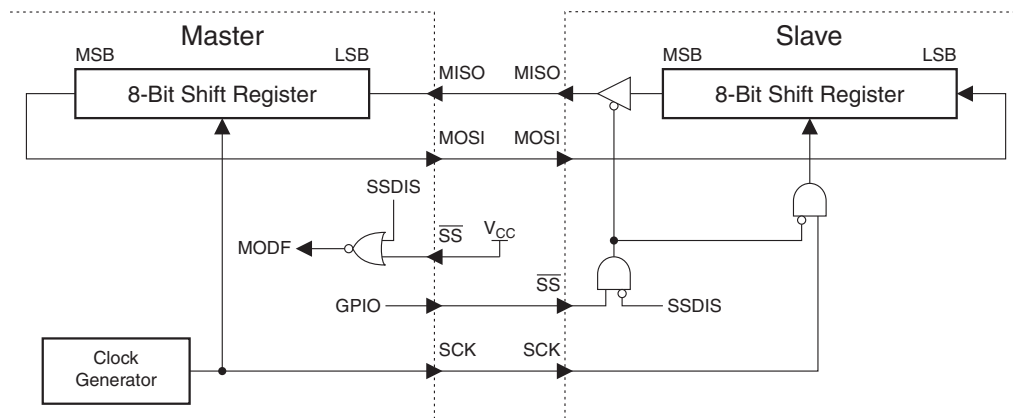 Master
Slave
MSB
LSB
8-Bit Shift Register
MISO
MISO
MSB
LSB
8-Bit Shift Register
MOSI
MOSI
SSDIS
MODF
SS
VCC
GPIO
SS
SSDIS
SCK
SCK
Clock
Generator